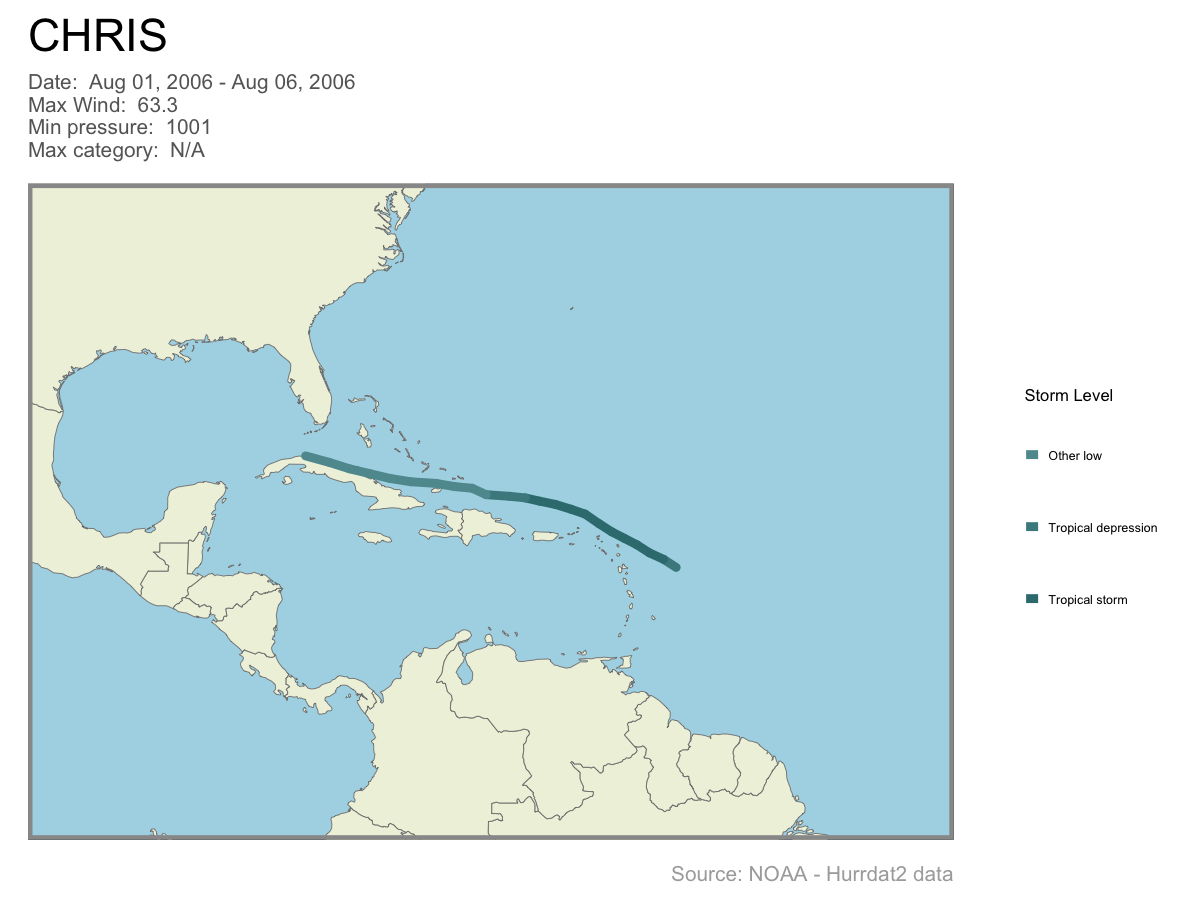 CHRIS
Date:  Aug 01, 2006 - Aug 06, 2006
Max Wind:  63.3
Min pressure:  1001
Max category:  N/A
Storm Level
Other low
Tropical depression
Tropical storm
Source: NOAA - Hurrdat2 data